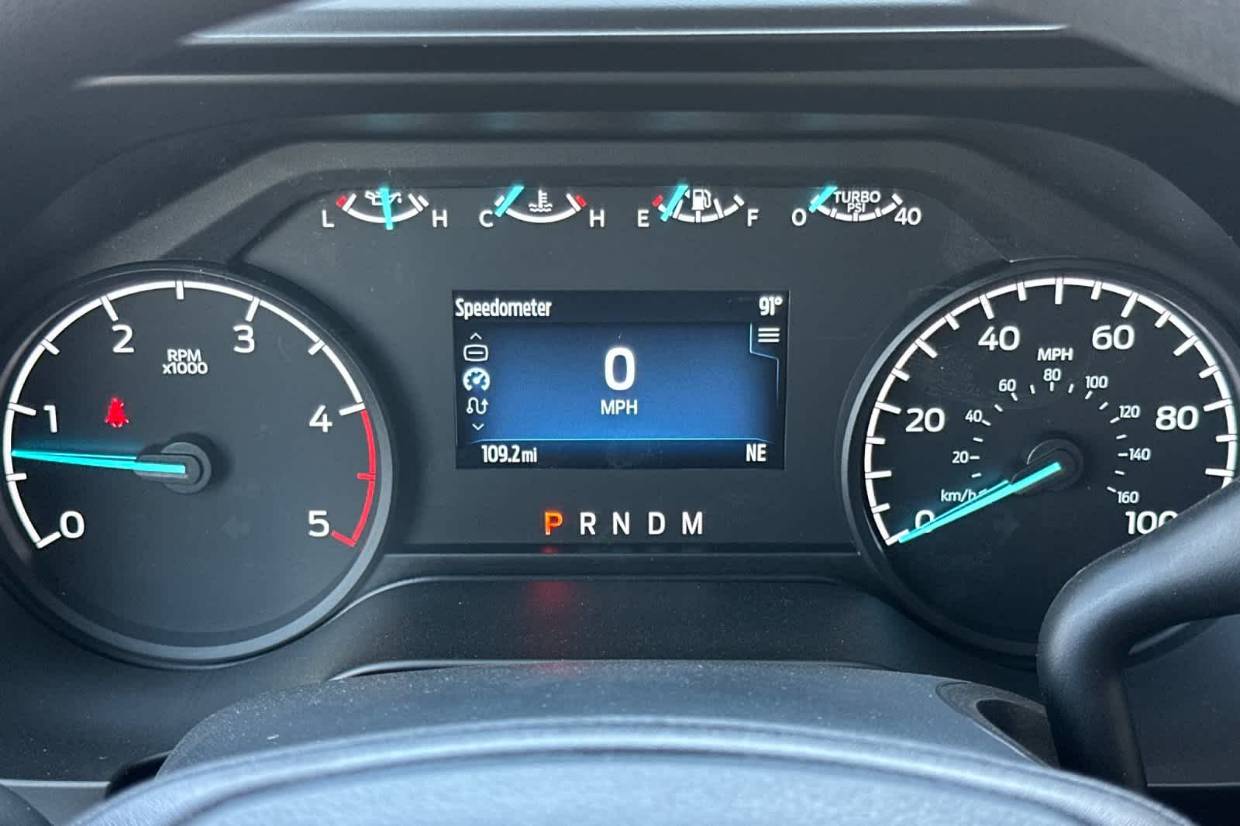 L H C H E F 0 TURBO PSI 40
Speedometer 91°
0
MPH
109.2mi NE
P R N D M
0 1 2 3 4 5
RPM
x1000
0 20 40 60 80 100
MPH
20 40 60 80 100 120 140 160
km/h